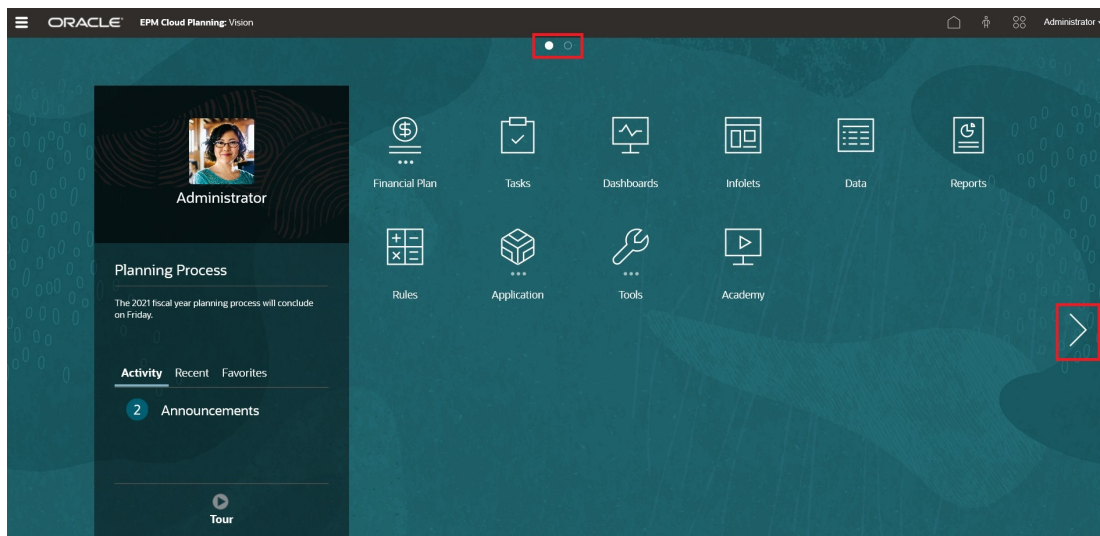 ORACLE EPM Cloud Planning: Vision Administrator
Administrator
Planning Process
The 2021 fiscal year planning process will conclude
on Friday.
Activity Recent Favorites
2 Announcements
Tour
Financial Plan Tasks Dashboards Infolets Data Reports
Rules Application Tools Academy